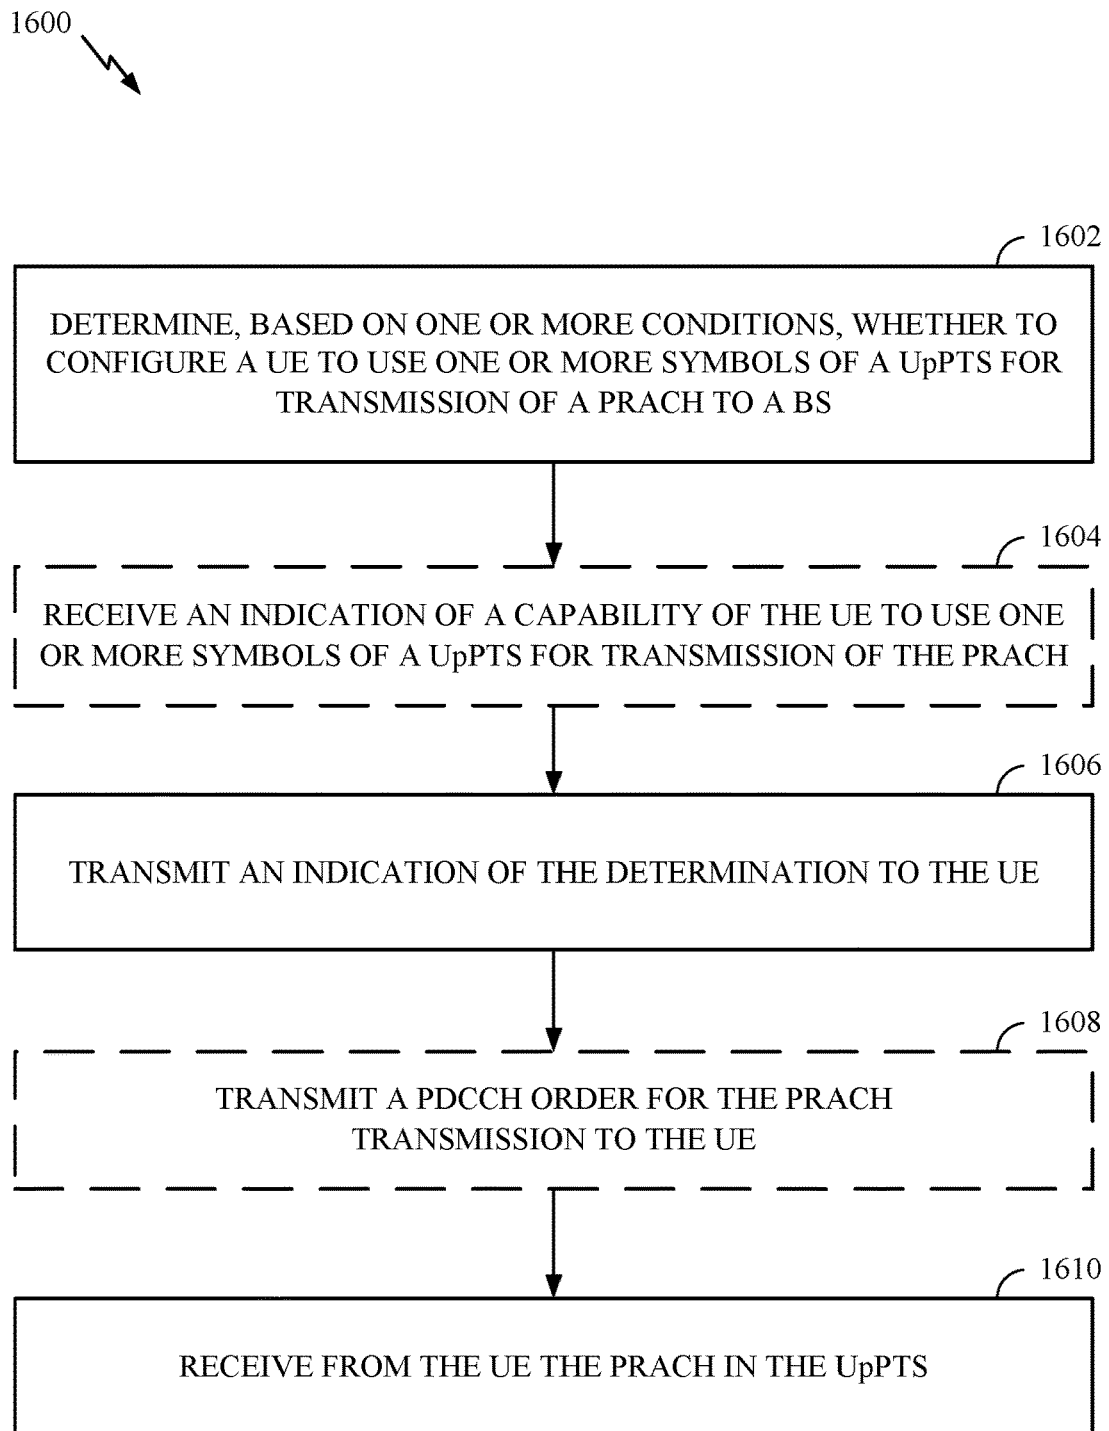 1600
1602
DETERMINE, BASED ON ONE OR MORE CONDITIONS, WHETHER TO
CONFIGURE A UE TO USE ONE OR MORE SYMBOLS OF A UpPTS FOR
TRANSMISSION OF A PRACH TO A BS
1604
RECEIVE AN INDICATION OF A CAPABILITY OF THE UE TO USE ONE
OR MORE SYMBOLS OF A UpPTS FOR TRANSMISSION OF THE PRACH
1606
TRANSMIT AN INDICATION OF THE DETERMINATION TO THE UE
1608
TRANSMIT A PDCCH ORDER FOR THE PRACH
TRANSMISSION TO THE UE
1610
RECEIVE FROM THE UE THE PRACH IN THE UpPTS